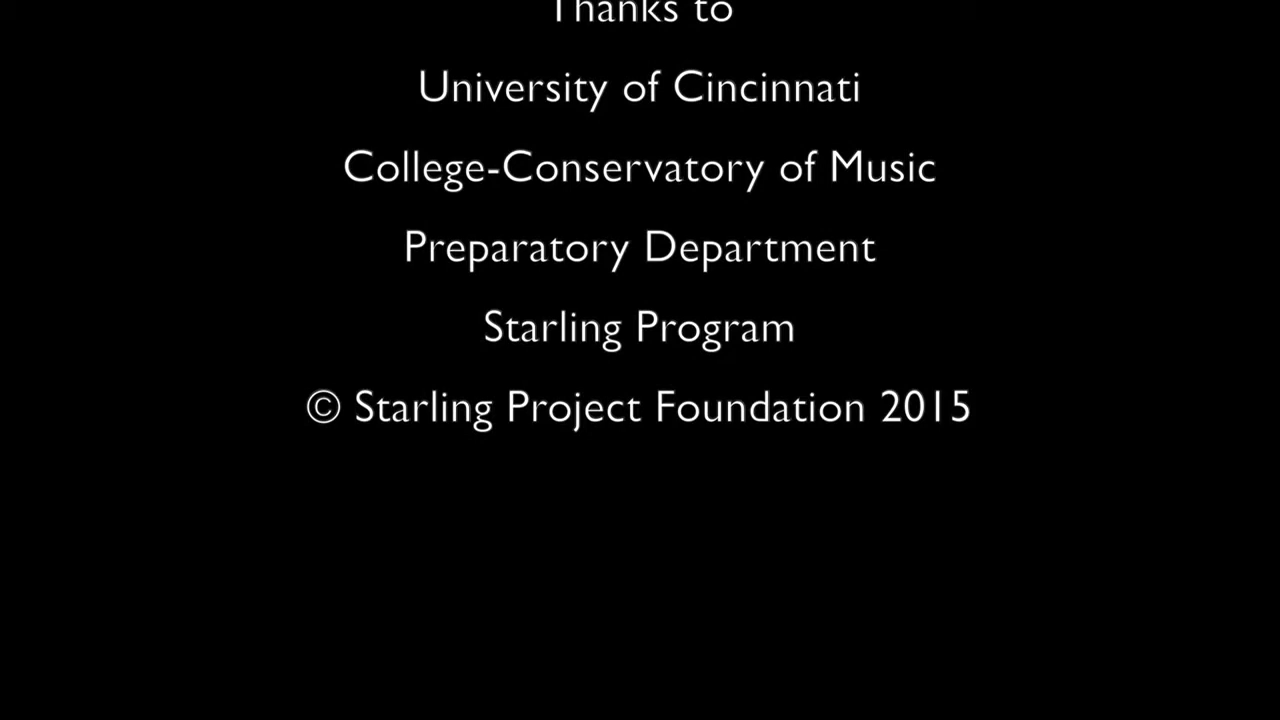 Thanks to
University of Cincinnati
College-Conservatory of Music
Preparatory Department
Starling Program
© Starling Project Foundation 2015